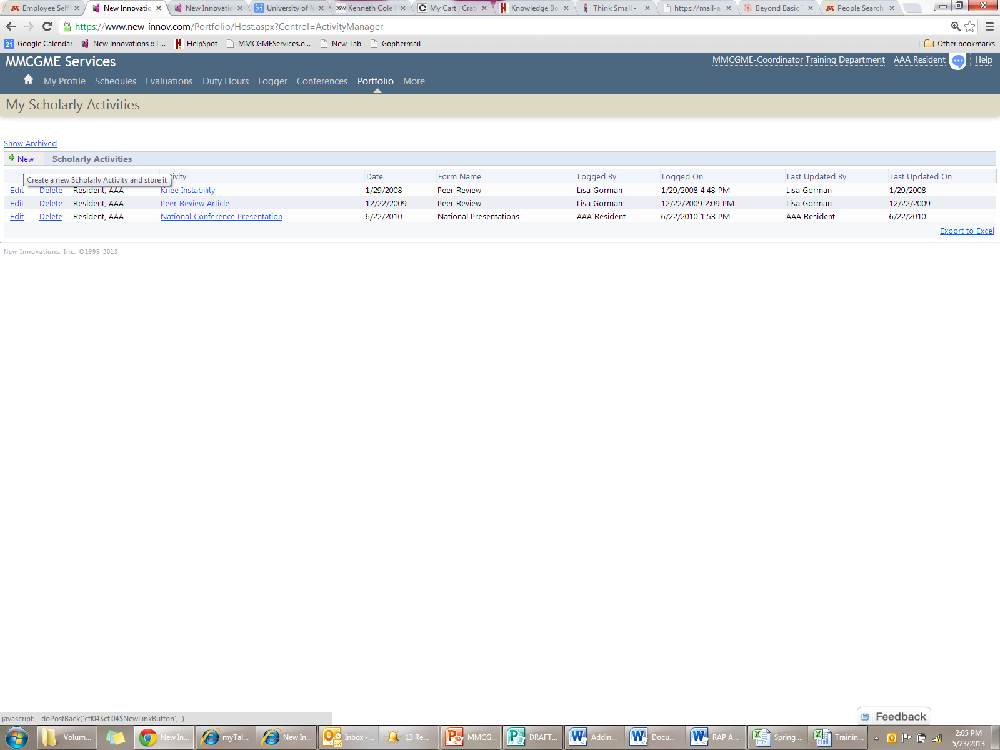 Employee Self
New Innovatio
New Innovatio
University of M
DSW Kenneth Cole
My Cart | Crat
Knowledge Bo
Think Small -
https://mail-a
Beyond Basic
People Search
https://www.new-innov.com/Portfolio/Host.aspx?Control=ActivityManager
21 Google Calendar
New Innovations :: L...
HelpSpot
MMCGMEServices.o...
New Tab
Gophermail
Other bookmarks
MMCGME Services
MMCGME-Coordinator Training Department
AAA Resident
Help
My Profile Schedules Evaluations Duty Hours Logger Conferences Portfolio More
My Scholarly Activities
Show Archived
New Scholarly Activities
Create a new Scholarly Activity and store it
Date Form Name Logged By Logged On Last Updated By Last Updated On
Edit Delete Resident, AAA Knee Instability 1/29/2008 Peer Review Lisa Gorman 1/29/2008 4:48 PM Lisa Gorman 1/29/2008
Edit Delete Resident, AAA Peer Review Article 12/22/2009 Peer Review Lisa Gorman 12/22/2009 2:09 PM Lisa Gorman 12/22/2009
Edit Delete Resident, AAA National Conference Presentation 6/22/2010 National Presentations AAA Resident 6/22/2010 1:53 PM AAA Resident 6/22/2010
Export to Excel
New Innovations, Inc. ©1995-2013
Feedback
javascript:__doPostBack('ctl04$ctl04$NewLinkButton','')
Volum...
New In...
myTal...
New In...
Inbox -...
13 Re...
MMCG...
DRAFT...
Addin...
Docu...
RAP A...
Spring ...
Trainin...
2:05 PM
5/23/2013